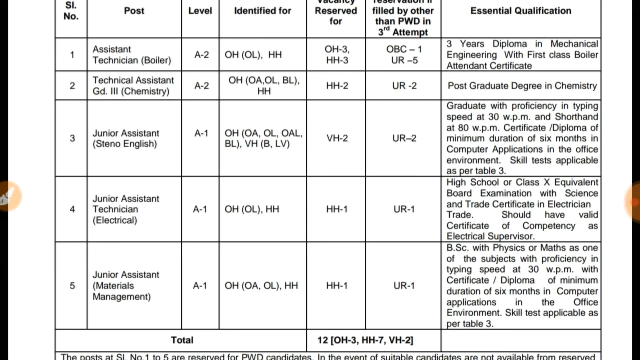 Sl. No. Post Level Identified for Vacancy Reserved for reservation if filled by other than PWD in 3rd Attempt Essential Qualification
1 Assistant Technician (Boiler) A-2 OH (OL), HH OH-3, HH-3 OBC – 1 UR –5 3 Years Diploma in Mechanical Engineering With First class Boiler Attendant Certificate
2 Technical Assistant Gd. III (Chemistry) A-2 OH (OA,OL, BL), HH HH-2 UR -2 Post Graduate Degree in Chemistry
3 Junior Assistant (Steno English) A-1 OH (OA, OL, OAL, BL), VH (B, LV) VH-2 UR–2 Graduate with proficiency in typing speed at 30 w.p.m. and Shorthand at 80 w.p.m. Certificate /Diploma of minimum duration of six months in Computer Applications in the office environment. Skill tests applicable as per table 3.
4 Junior Assistant Technician (Electrical) A-1 OH (OL), HH HH-1 UR-1 High School or Class X Equivalent Board Examination with Science and Trade Certificate in Electrician Trade. Should have valid Certificate of Competency as Electrical Supervisor.
5 Junior Assistant (Materials Management) A-1 OH (OA, OL), HH HH-1 UR-1 B.Sc. with Physics or Maths as one of the subjects with proficiency in typing speed at 30 w.p.m. with Certificate / Diploma of minimum duration of six months in Computer applications in the Office Environment. Skill test applicable as per table 3.
Total 12 [OH-3, HH-7, VH-2]
The posts at Sl. No.1 to 5 are reserved for PWD candidates. In the event of suitable candidates are not available from reserved